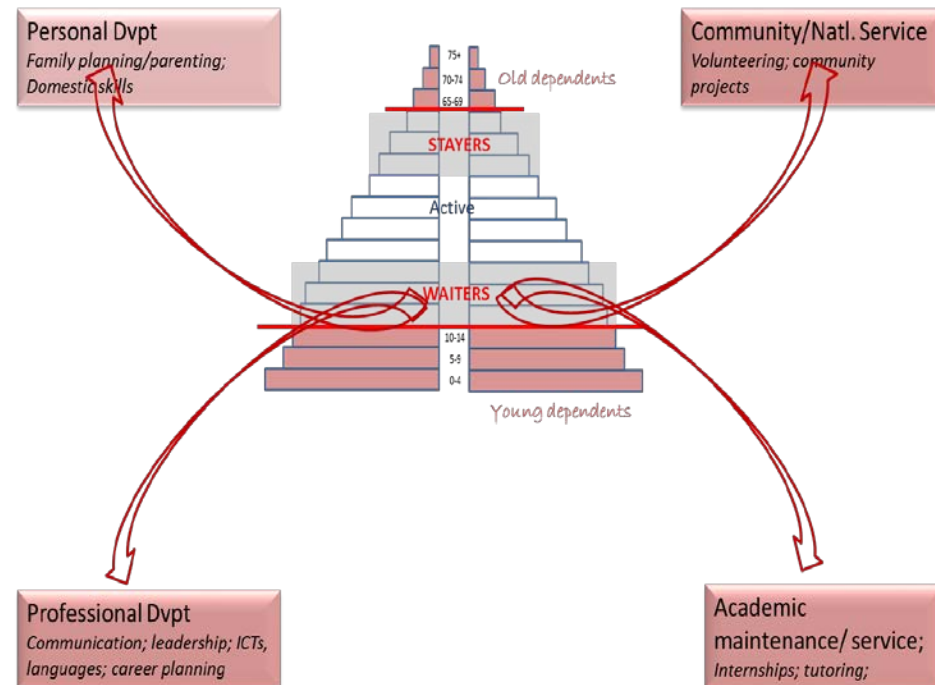 Personal Dvpt
Family planning/parenting;
Domestic skills
Community/Natl. Service
Volunteering; community
projects
75+
70-74
65-69
Old dependents
STAYERS
Active
WAITERS
10-14
5-9
0-4
Young dependents
Professional Dvpt
Communication; leadership; ICTs,
languages; career planning
Academic
maintenance/ service;
Internships; tutoring;